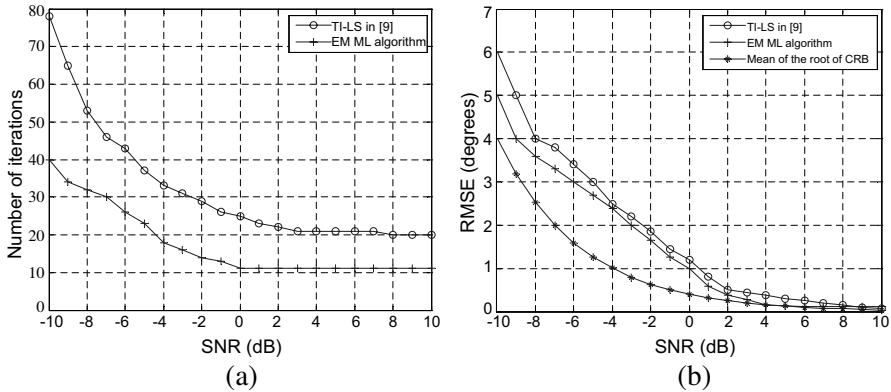 80
70
60
50
40
30
20
10
0
Number of iterations
-10 -8 -6 -4 -2 0 2 4 6 8 10
SNR (dB)
TI-LS in [9]
EM ML algorithm
(a)
7
6
5
4
3
2
1
0
RMSE (degrees)
-10 -8 -6 -4 -2 0 2 4 6 8 10
SNR (dB)
TI-LS in [9]
EM ML algorithm
Mean of the root of CRB
(b)